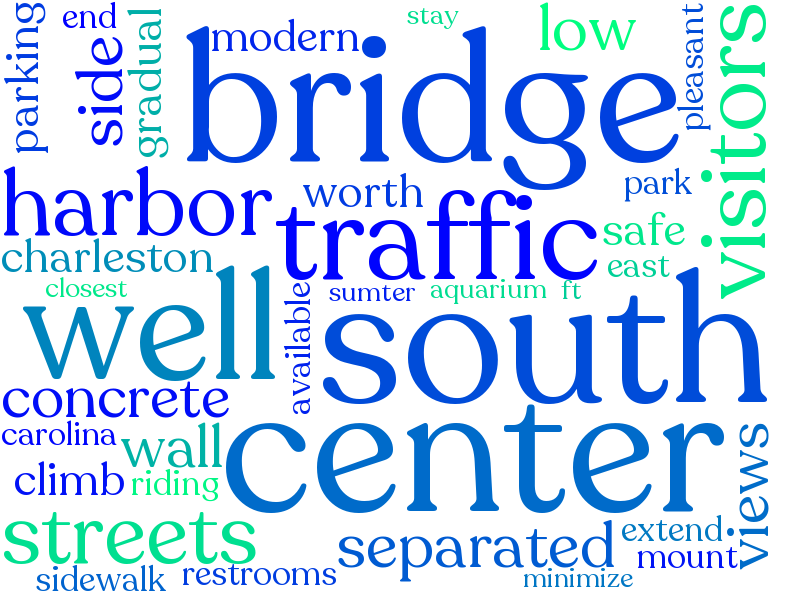 end
stay
low
modern
parking
side
gradual
bridge
pleasant
visitors
harbor
worth
park
traffic
safe
charleston
east
closest
available
sumter
aquarium
ft
well
south
concrete
carolina
wall
center
climb
riding
views
streets
separated
extend
mount
sidewalk
restrooms
minimize